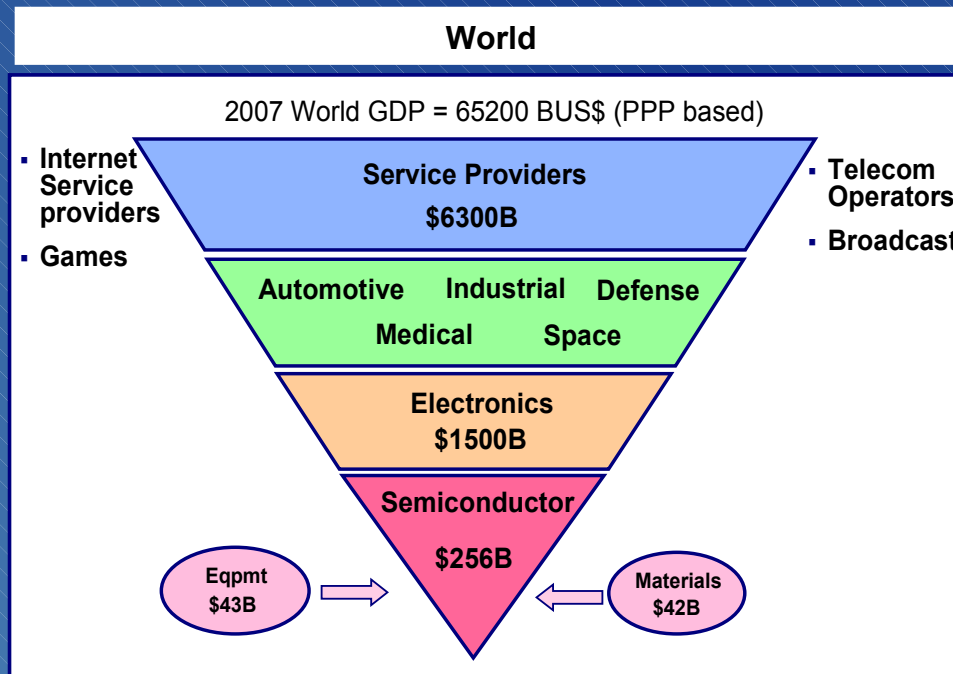 World
2007 World GDP = 65200 BUS$ (PPP based)
▪ Internet
Service
providers
▪ Games
Service Providers
$6300B
▪ Telecom
Operators
▪ Broadcast
Automotive Industrial Defense
Medical Space
Electronics
$1500B
Semiconductor
$256B
Eqpmt
$43B
Materials
$42B